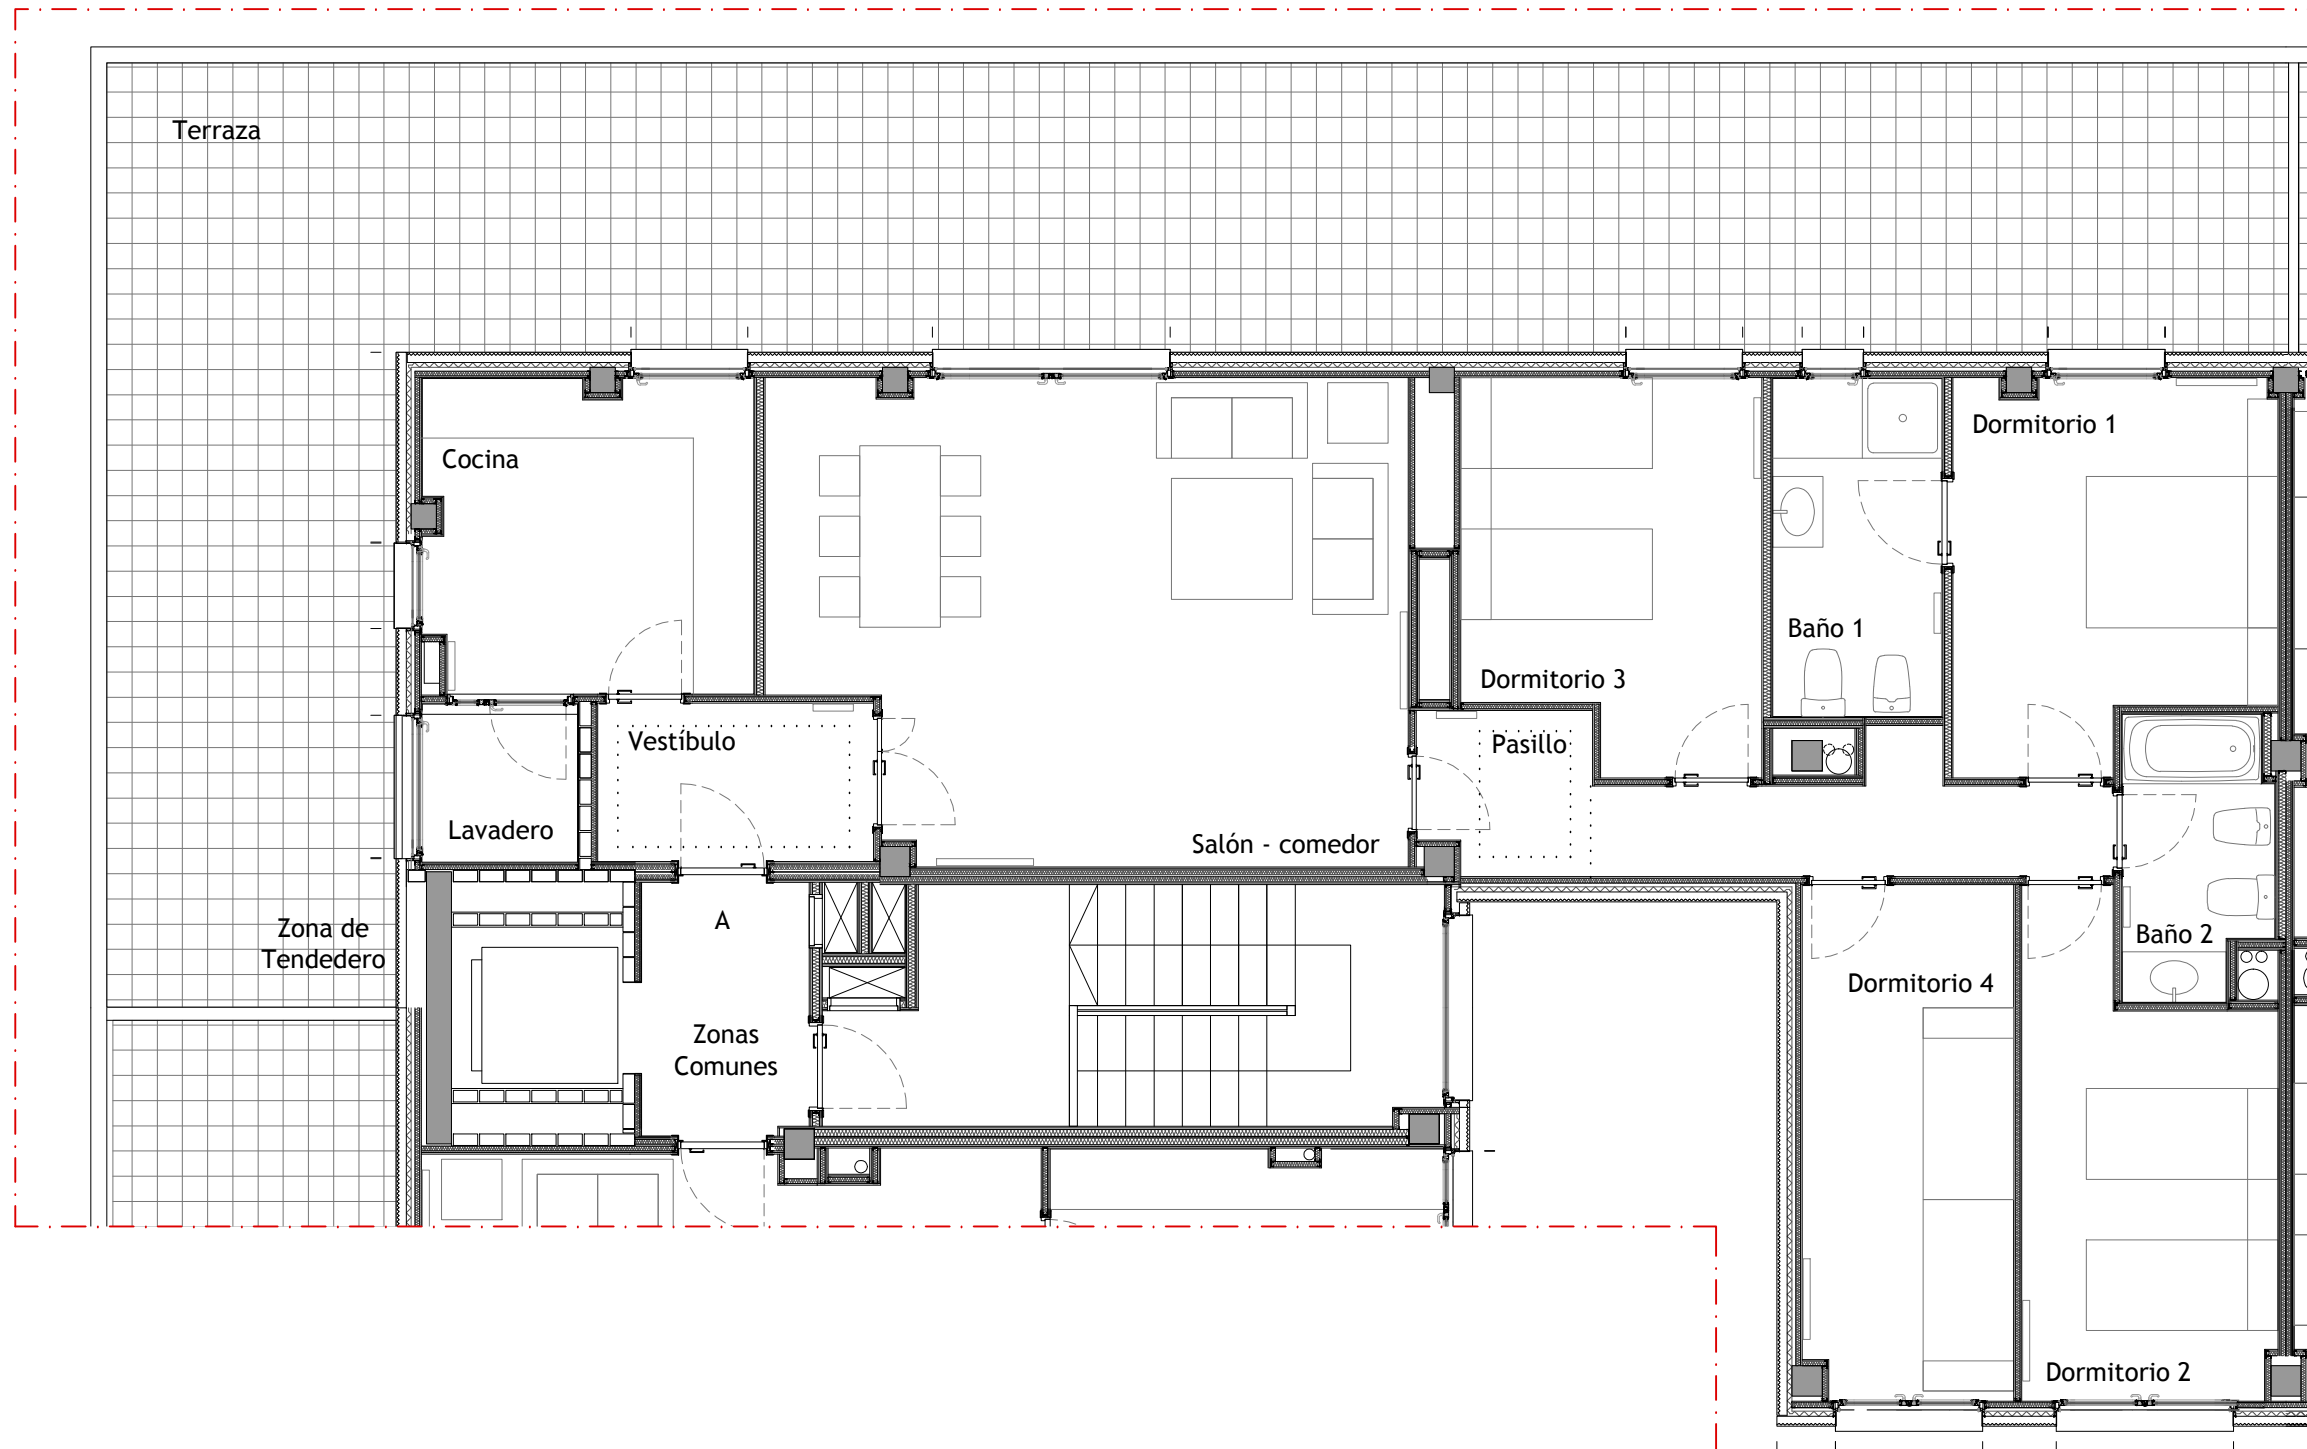 Terraza
Dormitorio 1
Cocina
Baño 1
Dormitorio 3
Vestíbulo
Pasillo
Lavadero
Salón - comedor
A
Zona de
Tendedero
Baño 2
Dormitorio 4
Zonas
Comunes
Dormitorio 2